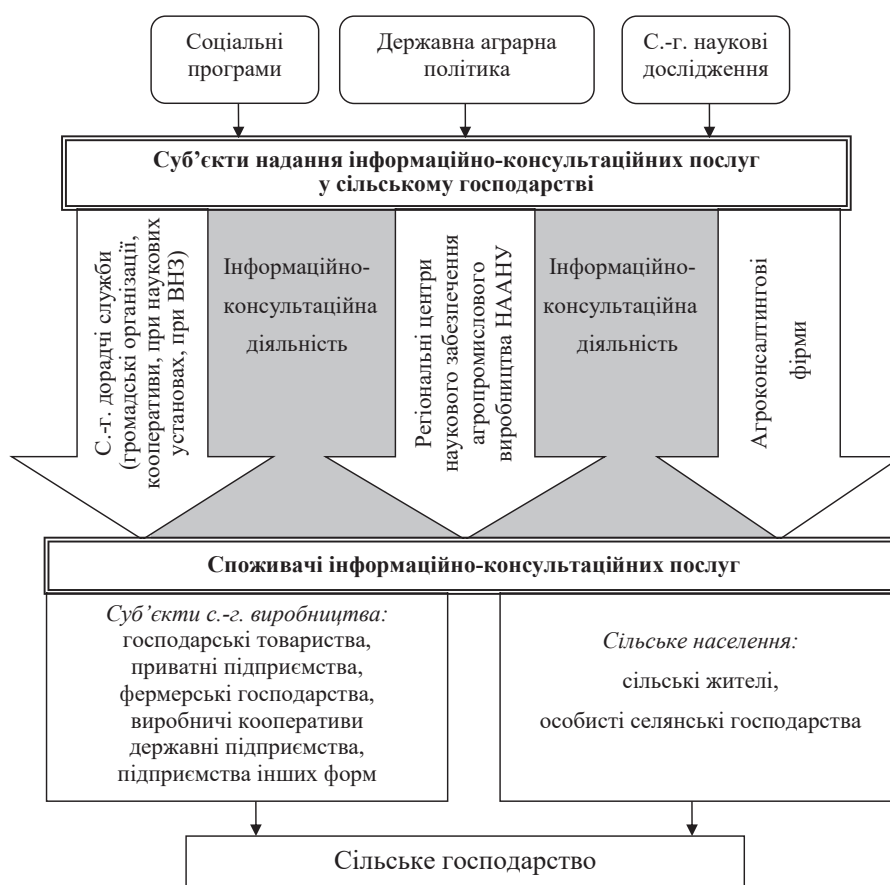 Соціальні
програми
Державна аграрна
політика
С.-г. наукові
дослідження
Суб’єкти надання інформаційно-консультаційних послуг
у сільському господарстві
С.-г. дорадчі служби
(громадські організації,
кооперативи, при наукових
установах, при ВНЗ)
Інформаційно-
консультаційна
діяльність
Регіональні центри
наукового забезпечення
агропромислового
виробництва НААНУ
Інформаційно-
консультаційна
діяльність
Агроконсалтингові
фірми
Споживачі інформаційно-консультаційних послуг
Суб’єкти с.-г. виробництва:
господарські товариства,
приватні підприємства,
фермерські господарства,
виробничі кооперативи
державні підприємства,
підприємства інших форм
Сільське населення:
сільські жителі,
особисті селянські господарства
Сільське господарство